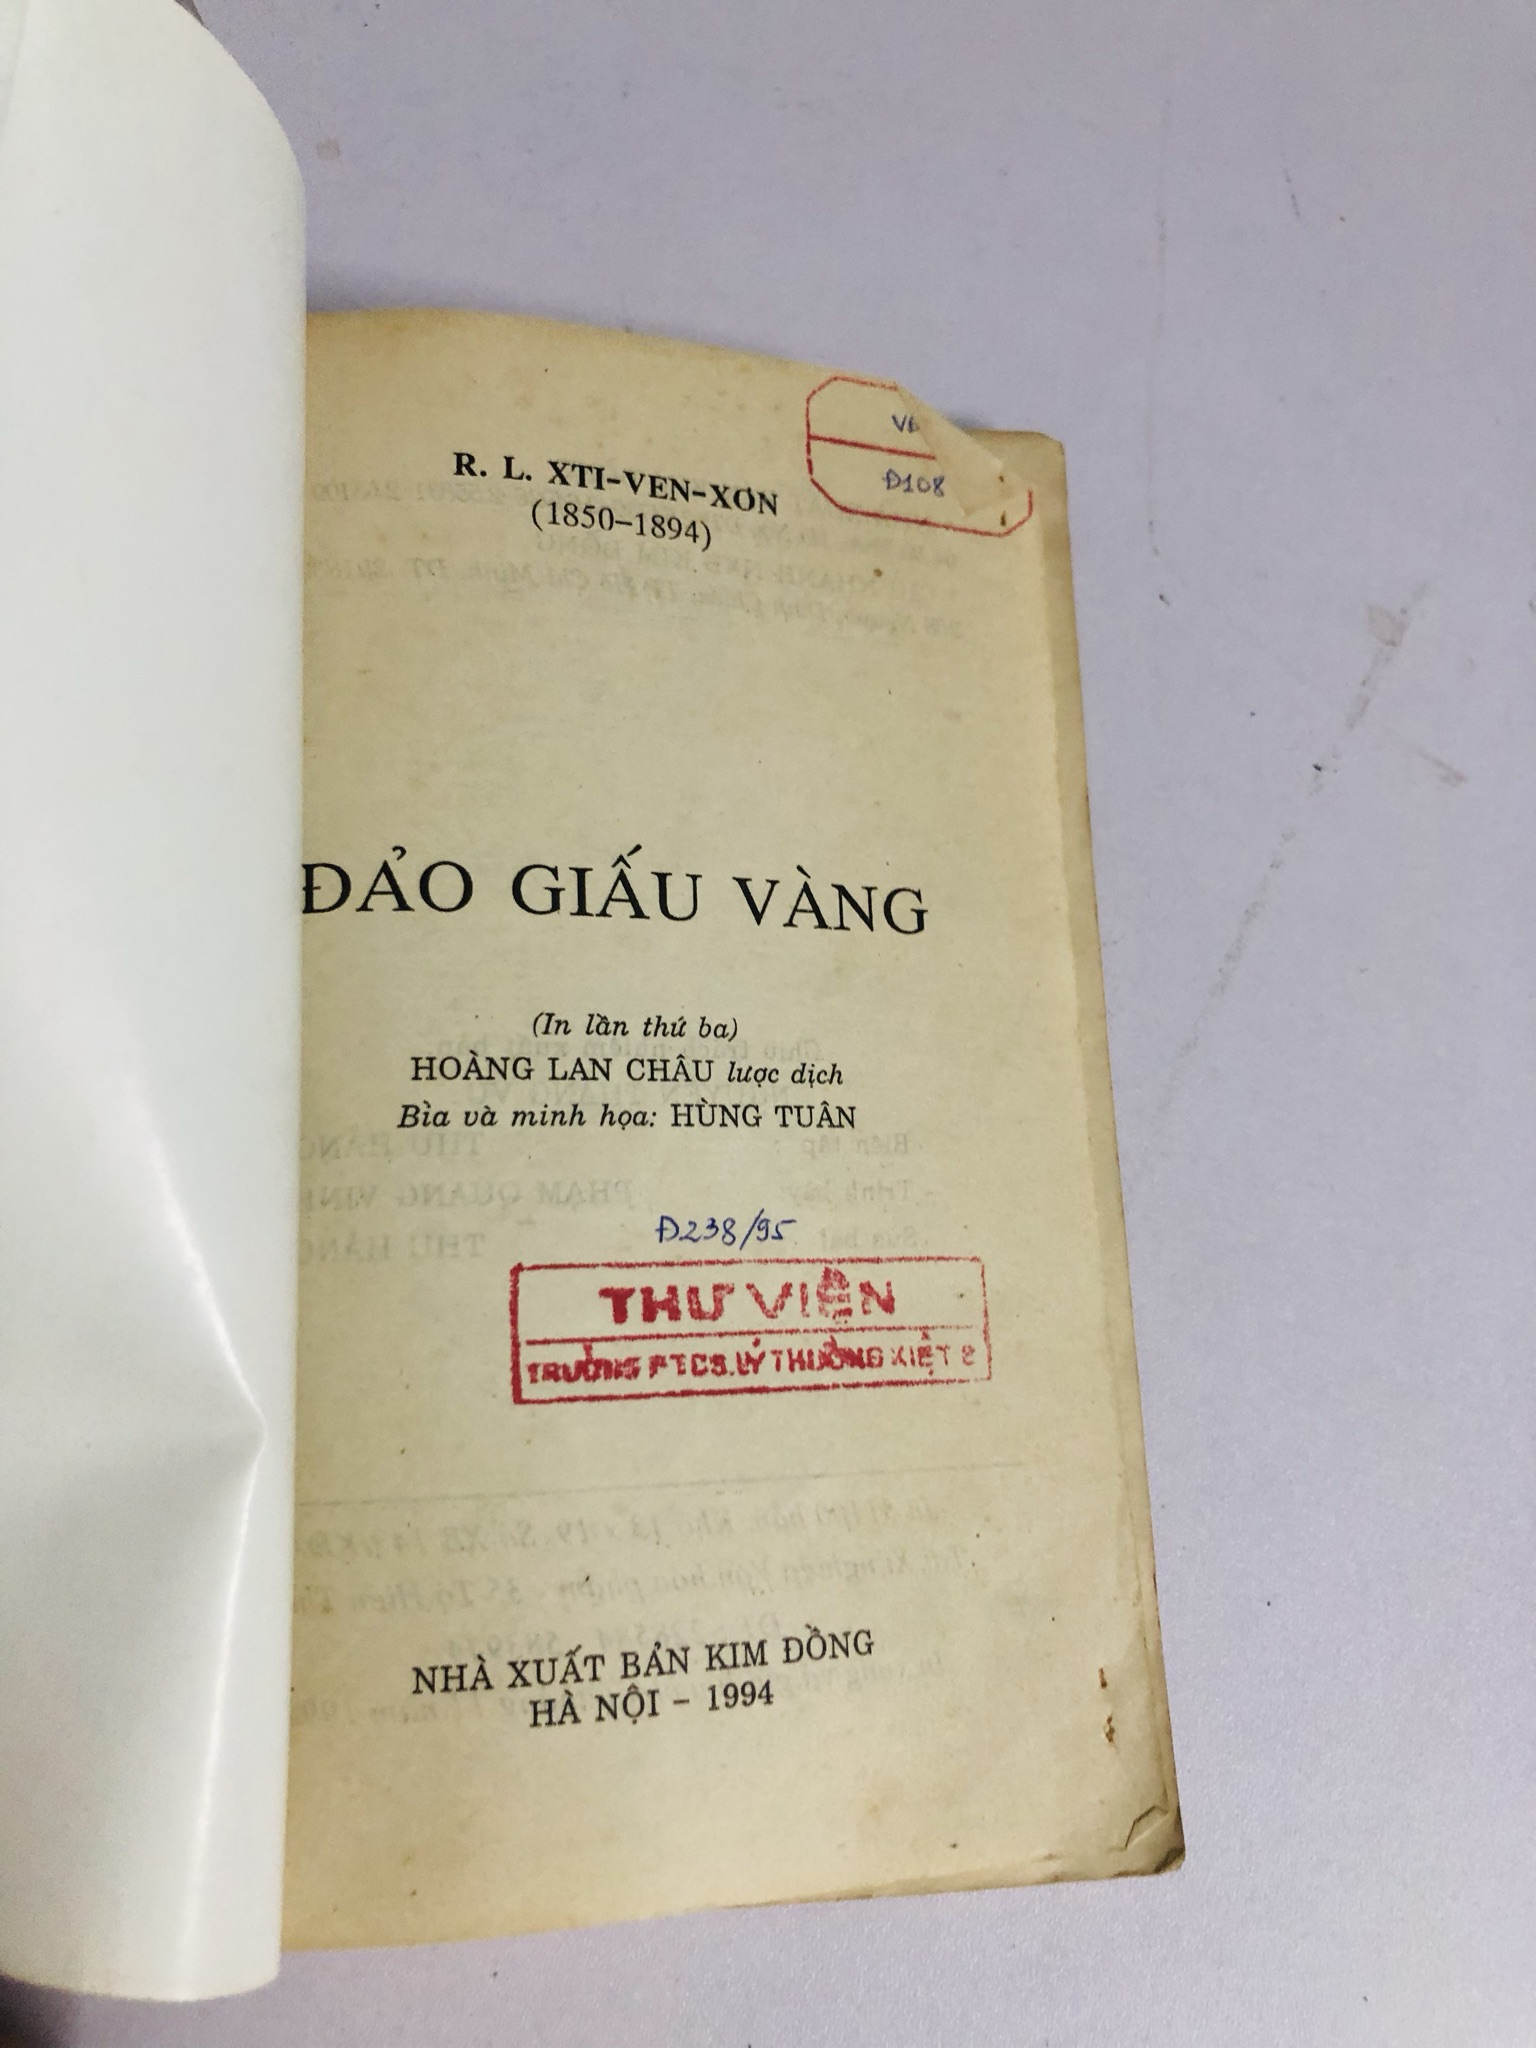 Đ108
R. L. XTI-VEN-XƠN
(1850-1894)
ĐẢO GIẤU VÀNG
(In lần thứ ba)
HOÀNG LAN CHÂU lược dịch
Bìa và minh họa: HÙNG TUÂN
Đ238/95
THƯ VIỆN
TRƯỜNG PTCS.LÝ THƯỜNG KIỆT 2
NHÀ XUẤT BẢN KIM ĐỒNG
HÀ NỘI - 1994